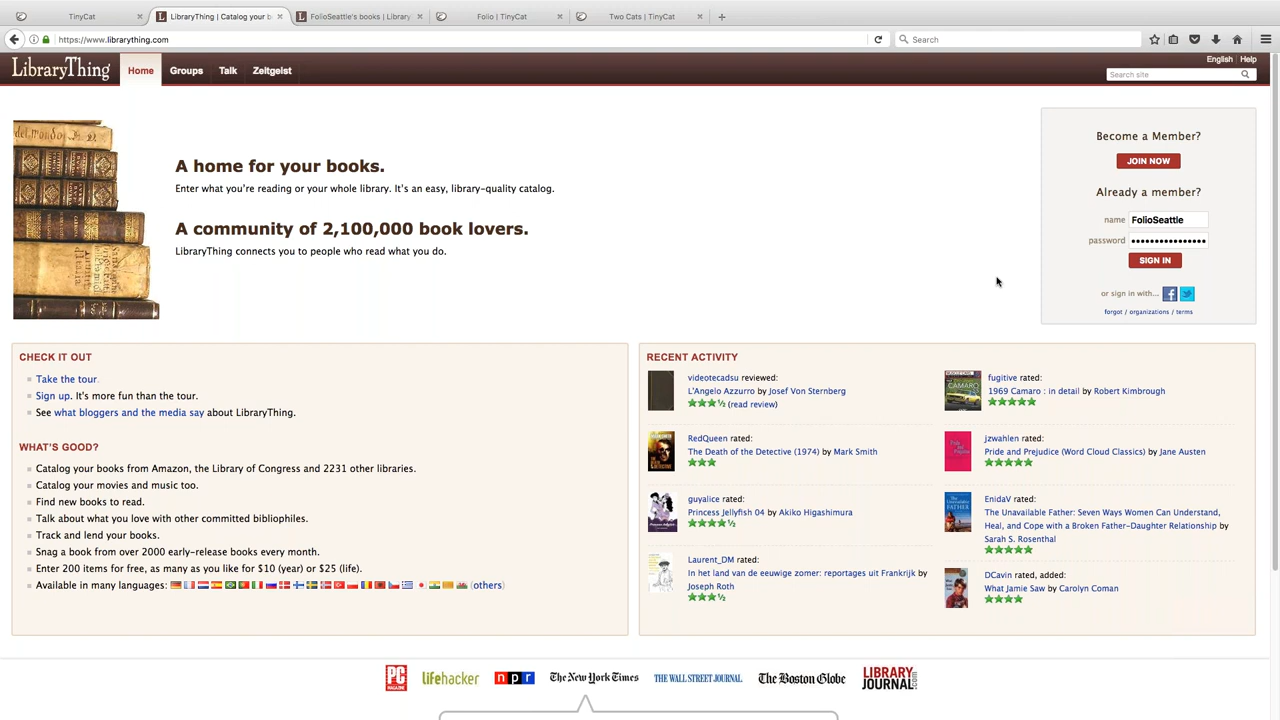 TinyCat
LibraryThing | Catalog your b
FolioSeattle's books | Library
Folio | TinyCat
Two Cats | TinyCat
https://www.librarything.com
Search
LibraryThing
Home
Groups
Talk
Zeitgeist
English
Help
Search site
A home for your books.
Enter what you're reading or your whole library. It's an easy, library-quality catalog.
A community of 2,100,000 book lovers.
LibraryThing connects you to people who read what you do.
Become a Member?
JOIN NOW
Already a member?
name FolioSeattle
password ••••••••••••••••
SIGN IN
or sign in with...
forgot / organizations / terms
CHECK IT OUT
Take the tour.
Sign up. It's more fun than the tour.
See what bloggers and the media say about LibraryThing.
WHAT'S GOOD?
Catalog your books from Amazon, the Library of Congress and 2231 other libraries.
Catalog your movies and music too.
Find new books to read.
Talk about what you love with other committed bibliophiles.
Track and lend your books.
Snag a book from over 2000 early-release books every month.
Enter 200 items for free, as many as you like for $10 (year) or $25 (life).
Available in many languages: (others)
RECENT ACTIVITY
videotecadsu reviewed:
L'Angelo Azzurro by Josef Von Sternberg
(read review)
RedQueen rated:
The Death of the Detective (1974) by Mark Smith
guyalice rated:
Princess Jellyfish 04 by Akiko Higashimura
Laurent_DM rated:
In het land van de eeuwige zomer: reportages uit Frankrijk by
Joseph Roth
fugitive rated:
1969 Camaro : in detail by Robert Kimbrough
jzwahlen rated:
Pride and Prejudice (Word Cloud Classics) by Jane Austen
EnidaV rated:
The Unavailable Father: Seven Ways Women Can Understand,
Heal, and Cope with a Broken Father-Daughter Relationship by
Sarah S. Rosenthal
DCavin rated, added:
What Jamie Saw by Carolyn Coman
PC
MAGAZINE
lifehacker
npr
The New York Times
THE WALL STREET JOURNAL
The Boston Globe
LIBRARY
JOURNAL.com